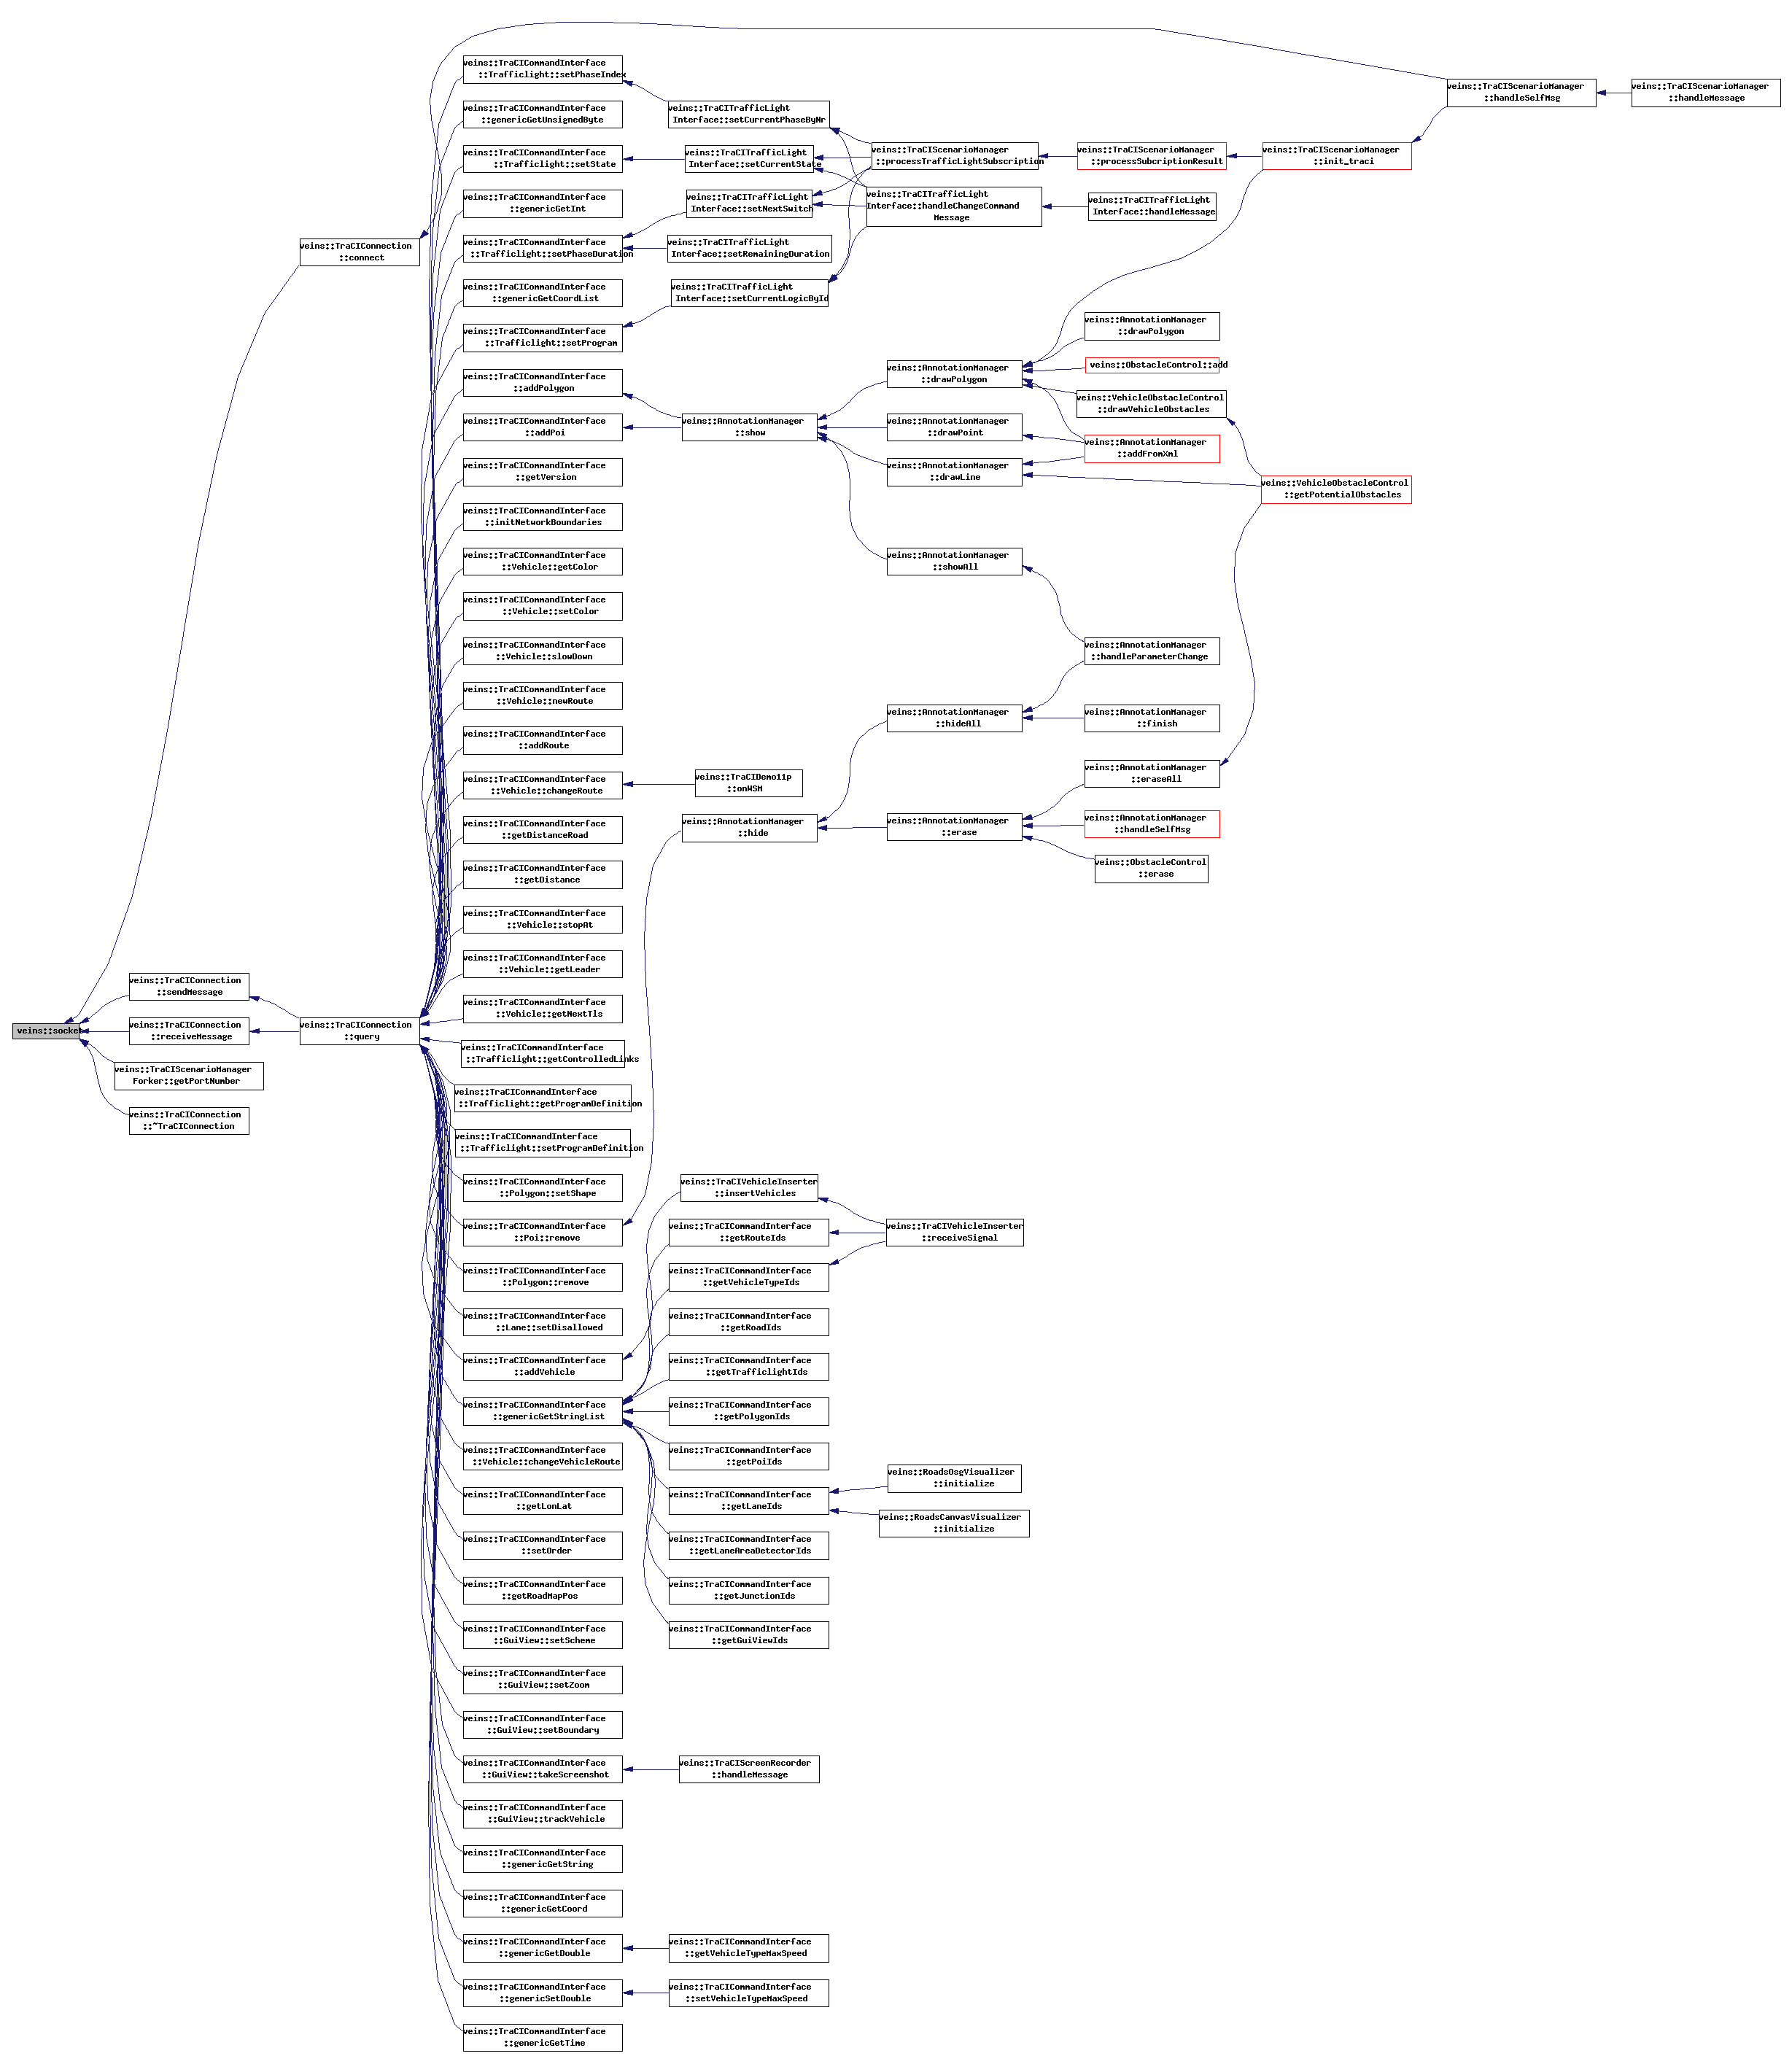 veins::socket
veins::TraCIConnection
::connect
veins::TraCIConnection
::sendMessage
veins::TraCIConnection
::receiveMessage
veins::TraCIScenarioManager
Forker::getPortNumber
veins::TraCIConnection
::~TraCIConnection
veins::TraCIConnection
::query
veins::TraCICommandInterface
::Trafficlight::setPhaseIndex
veins::TraCICommandInterface
::genericGetUnsignedByte
veins::TraCICommandInterface
::Trafficlight::setState
veins::TraCICommandInterface
::genericGetInt
veins::TraCICommandInterface
::Trafficlight::setPhaseDuration
veins::TraCICommandInterface
::genericGetCoordList
veins::TraCICommandInterface
::Trafficlight::setProgram
veins::TraCICommandInterface
::addPolygon
veins::TraCICommandInterface
::addPoi
veins::TraCICommandInterface
::getVersion
veins::TraCICommandInterface
::initNetworkBoundaries
veins::TraCICommandInterface
::Vehicle::getColor
veins::TraCICommandInterface
::Vehicle::setColor
veins::TraCICommandInterface
::Vehicle::slowDown
veins::TraCICommandInterface
::Vehicle::newRoute
veins::TraCICommandInterface
::addRoute
veins::TraCICommandInterface
::Vehicle::changeRoute
veins::TraCICommandInterface
::getDistanceRoad
veins::TraCICommandInterface
::getDistance
veins::TraCICommandInterface
::Vehicle::stopAt
veins::TraCICommandInterface
::Vehicle::getLeader
veins::TraCICommandInterface
::Vehicle::getNextTls
veins::TraCICommandInterface
::Trafficlight::getControlledLinks
veins::TraCICommandInterface
::Trafficlight::getProgramDefinition
veins::TraCICommandInterface
::Trafficlight::setProgramDefinition
veins::TraCICommandInterface
::Polygon::setShape
veins::TraCICommandInterface
::Poi::remove
veins::TraCICommandInterface
::Polygon::remove
veins::TraCICommandInterface
::Lane::setDisallowed
veins::TraCICommandInterface
::addVehicle
veins::TraCICommandInterface
::genericGetStringList
veins::TraCICommandInterface
::Vehicle::changeVehicleRoute
veins::TraCICommandInterface
::getLonLat
veins::TraCICommandInterface
::setOrder
veins::TraCICommandInterface
::getRoadMapPos
veins::TraCICommandInterface
::GuiView::setScheme
veins::TraCICommandInterface
::GuiView::setZoom
veins::TraCICommandInterface
::GuiView::setBoundary
veins::TraCICommandInterface
::GuiView::takeScreenshot
veins::TraCICommandInterface
::GuiView::trackVehicle
veins::TraCICommandInterface
::genericGetString
veins::TraCICommandInterface
::genericGetCoord
veins::TraCICommandInterface
::genericGetDouble
veins::TraCICommandInterface
::genericSetDouble
veins::TraCICommandInterface
::genericGetTime
veins::TraCITrafficLight
Interface::setCurrentPhaseByNr
veins::TraCITrafficLight
Interface::setCurrentState
veins::TraCITrafficLight
Interface::setNextSwitch
veins::TraCITrafficLight
Interface::setRemainingDuration
veins::TraCITrafficLight
Interface::setCurrentLogicById
veins::AnnotationManager
::show
veins::TraCIDemo11p
::onWSM
veins::AnnotationManager
::hide
veins::TraCIVehicleInserter
::insertVehicles
veins::TraCICommandInterface
::getRouteIds
veins::TraCICommandInterface
::getVehicleTypeIds
veins::TraCICommandInterface
::getRoadIds
veins::TraCICommandInterface
::getTrafficlightIds
veins::TraCICommandInterface
::getPolygonIds
veins::TraCICommandInterface
::getPoiIds
veins::TraCICommandInterface
::getLaneIds
veins::TraCICommandInterface
::getLaneAreaDetectorIds
veins::TraCICommandInterface
::getJunctionIds
veins::TraCICommandInterface
::getGuiViewIds
veins::TraCIScreenRecorder
::handleMessage
veins::TraCICommandInterface
::getVehicleTypeMaxSpeed
veins::TraCICommandInterface
::setVehicleTypeMaxSpeed
veins::TraCIScenarioManager
::processTrafficLightSubscription
veins::TraCITrafficLight
Interface::handleChangeCommand
Message
veins::AnnotationManager
::drawPolygon
veins::AnnotationManager
::drawPoint
veins::AnnotationManager
::drawLine
veins::AnnotationManager
::showAll
veins::AnnotationManager
::hideAll
veins::AnnotationManager
::erase
veins::TraCIVehicleInserter
::receiveSignal
veins::RoadsOsgVisualizer
::initialize
veins::RoadsCanvasVisualizer
::initialize
veins::TraCIScenarioManager
::processSubcriptionResult
veins::TraCITrafficLight
Interface::handleMessage
veins::AnnotationManager
::drawPolygon
veins::ObstacleControl::add
veins::VehicleObstacleControl
::drawVehicleObstacles
veins::AnnotationManager
::addFromXml
veins::AnnotationManager
::handleParameterChange
veins::AnnotationManager
::finish
veins::AnnotationManager
::eraseAll
veins::AnnotationManager
::handleSelfMsg
veins::ObstacleControl
::erase
veins::TraCIScenarioManager
::init_traci
veins::VehicleObstacleControl
::getPotentialObstacles
veins::TraCIScenarioManager
::handleSelfMsg
veins::TraCIScenarioManager
::handleMessage